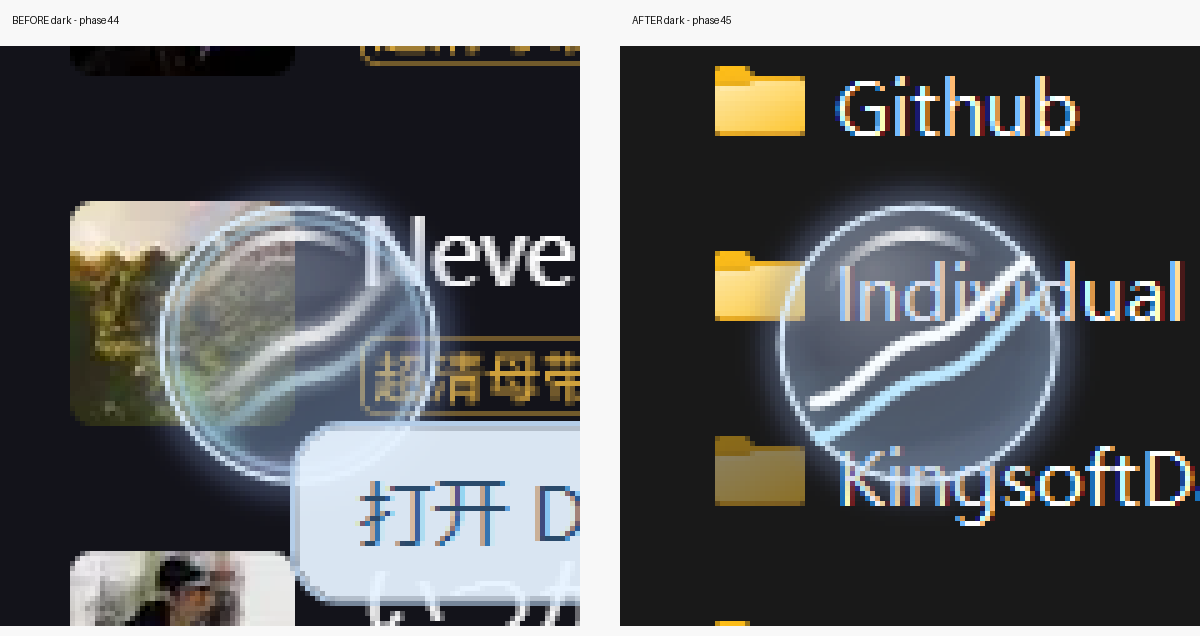 BEFORE dark - phase44
Neve
超清母带
打开 D
AFTER dark - phase45
Github
Individual
KingsoftD